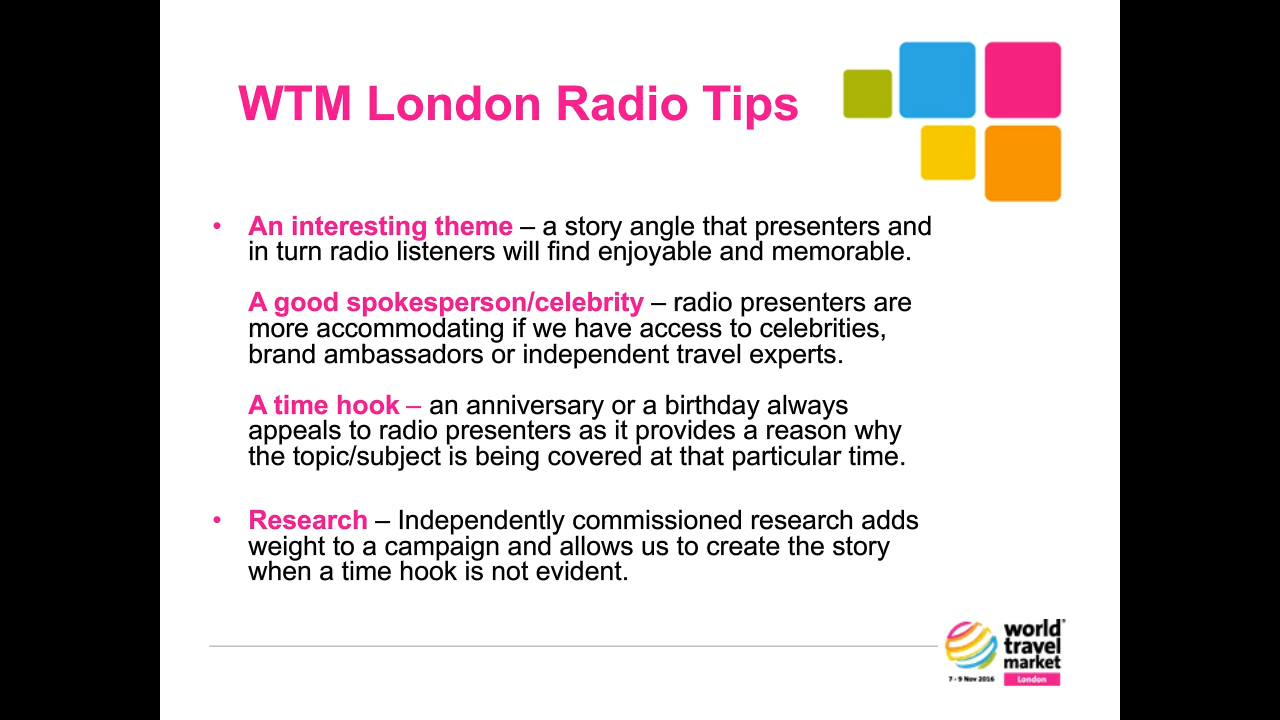 WTM London Radio Tips
• An interesting theme – a story angle that presenters and
in turn radio listeners will find enjoyable and memorable.
A good spokesperson/celebrity – radio presenters are
more accommodating if we have access to celebrities,
brand ambassadors or independent travel experts.
A time hook – an anniversary or a birthday always
appeals to radio presenters as it provides a reason why
the topic/subject is being covered at that particular time.
• Research – Independently commissioned research adds
weight to a campaign and allows us to create the story
when a time hook is not evident.
world
travel
market
7 - 9 Nov 2016
London